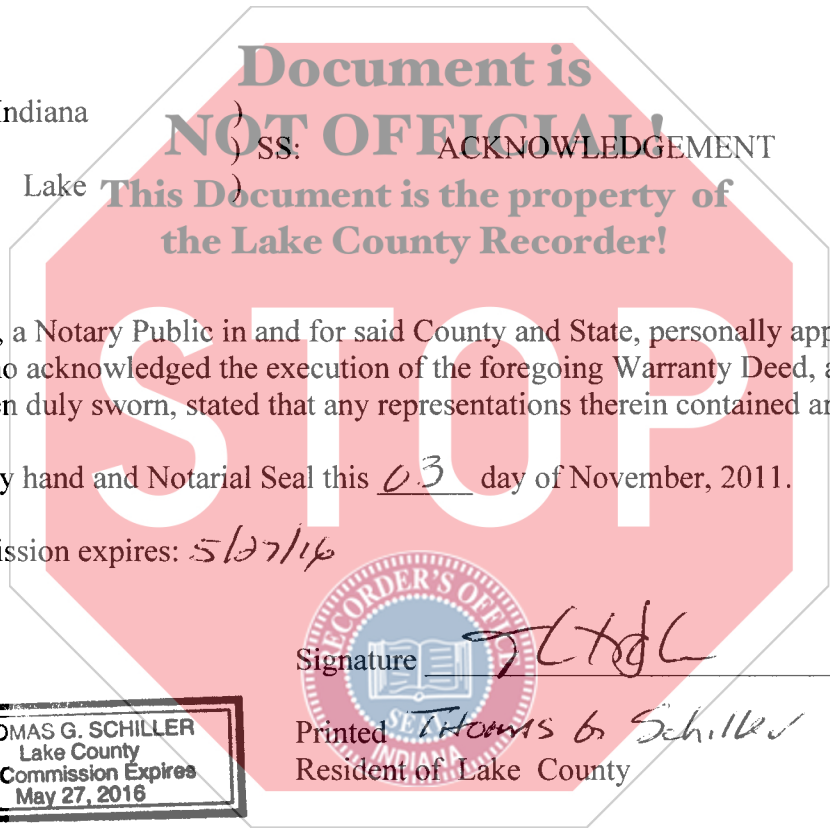 Document is
NOT OFFICIAL!
This Document is the property of
the Lake County Recorder!
STOP
Indiana )
) SS: ACKNOWLEDGEMENT
Lake )
, a Notary Public in and for said County and State, personally app
o acknowledged the execution of the foregoing Warranty Deed, a
n duly sworn, stated that any representations therein contained ar
y hand and Notarial Seal this 03 day of November, 2011.
ission expires: 5/27/16
RECORDER'S OFFICE
SEAL
INDIANA
Signature
Printed Thomas G Schiller
Resident of Lake County
OMAS G. SCHILLER
Lake County
Commission Expires
May 27, 2016